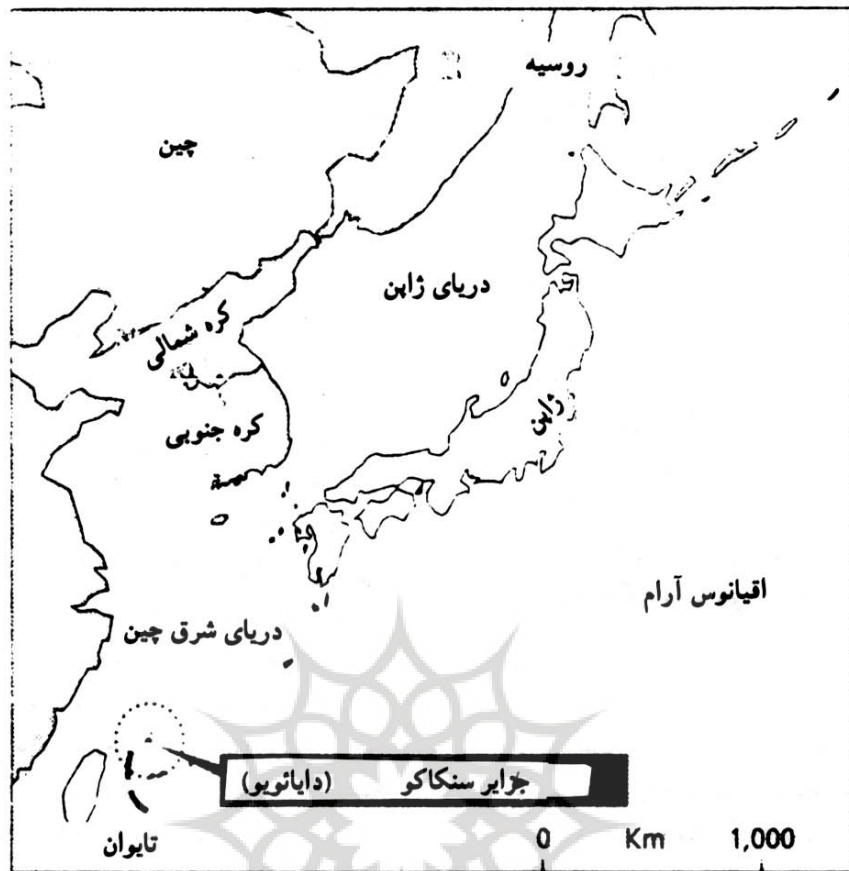 روسیه
چین
دریای ژاپن
کره شمالی
ژاپن
کره جنوبی
اقیانوس آرام
دریای شرق چین
جزایر سنکاکو (دایائویو)
تایوان
0 Km 1,000